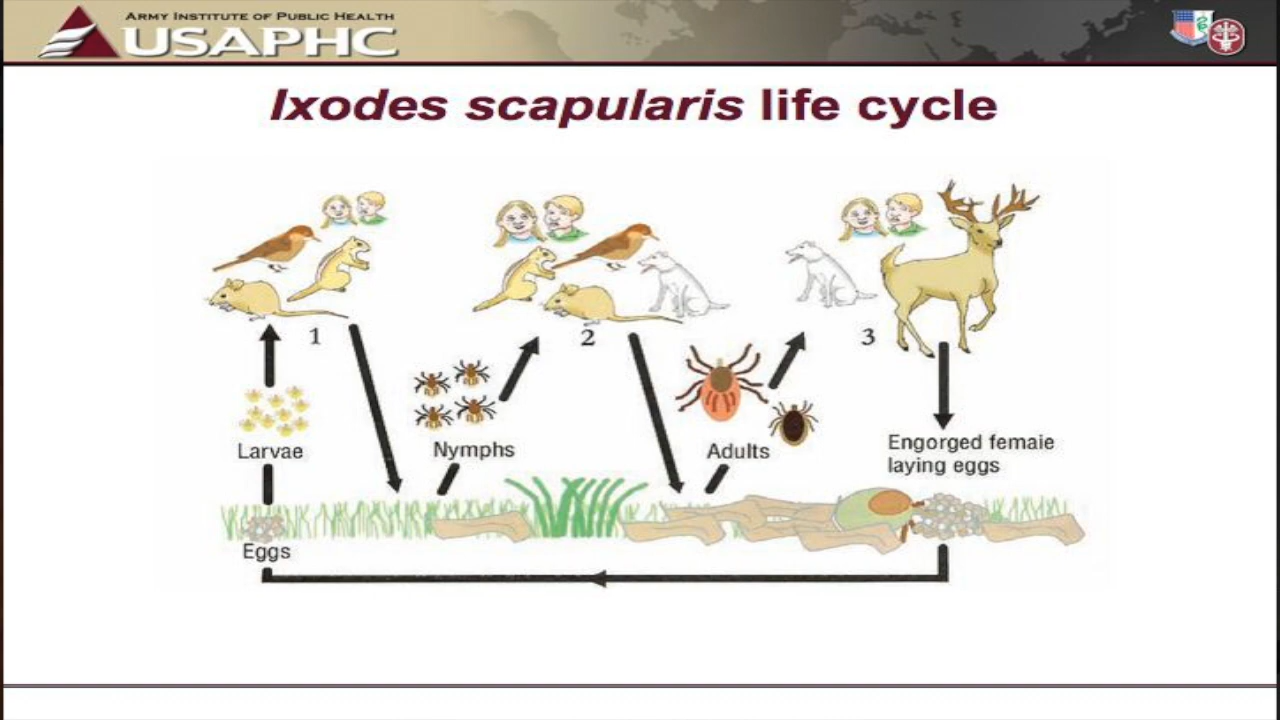 ARMY INSTITUTE OF PUBLIC HEALTH
USAPHC
Ixodes scapularis life cycle
1
2
3
Larvae
Nymphs
Adults
Engorged femaie
laying eggs
Eggs